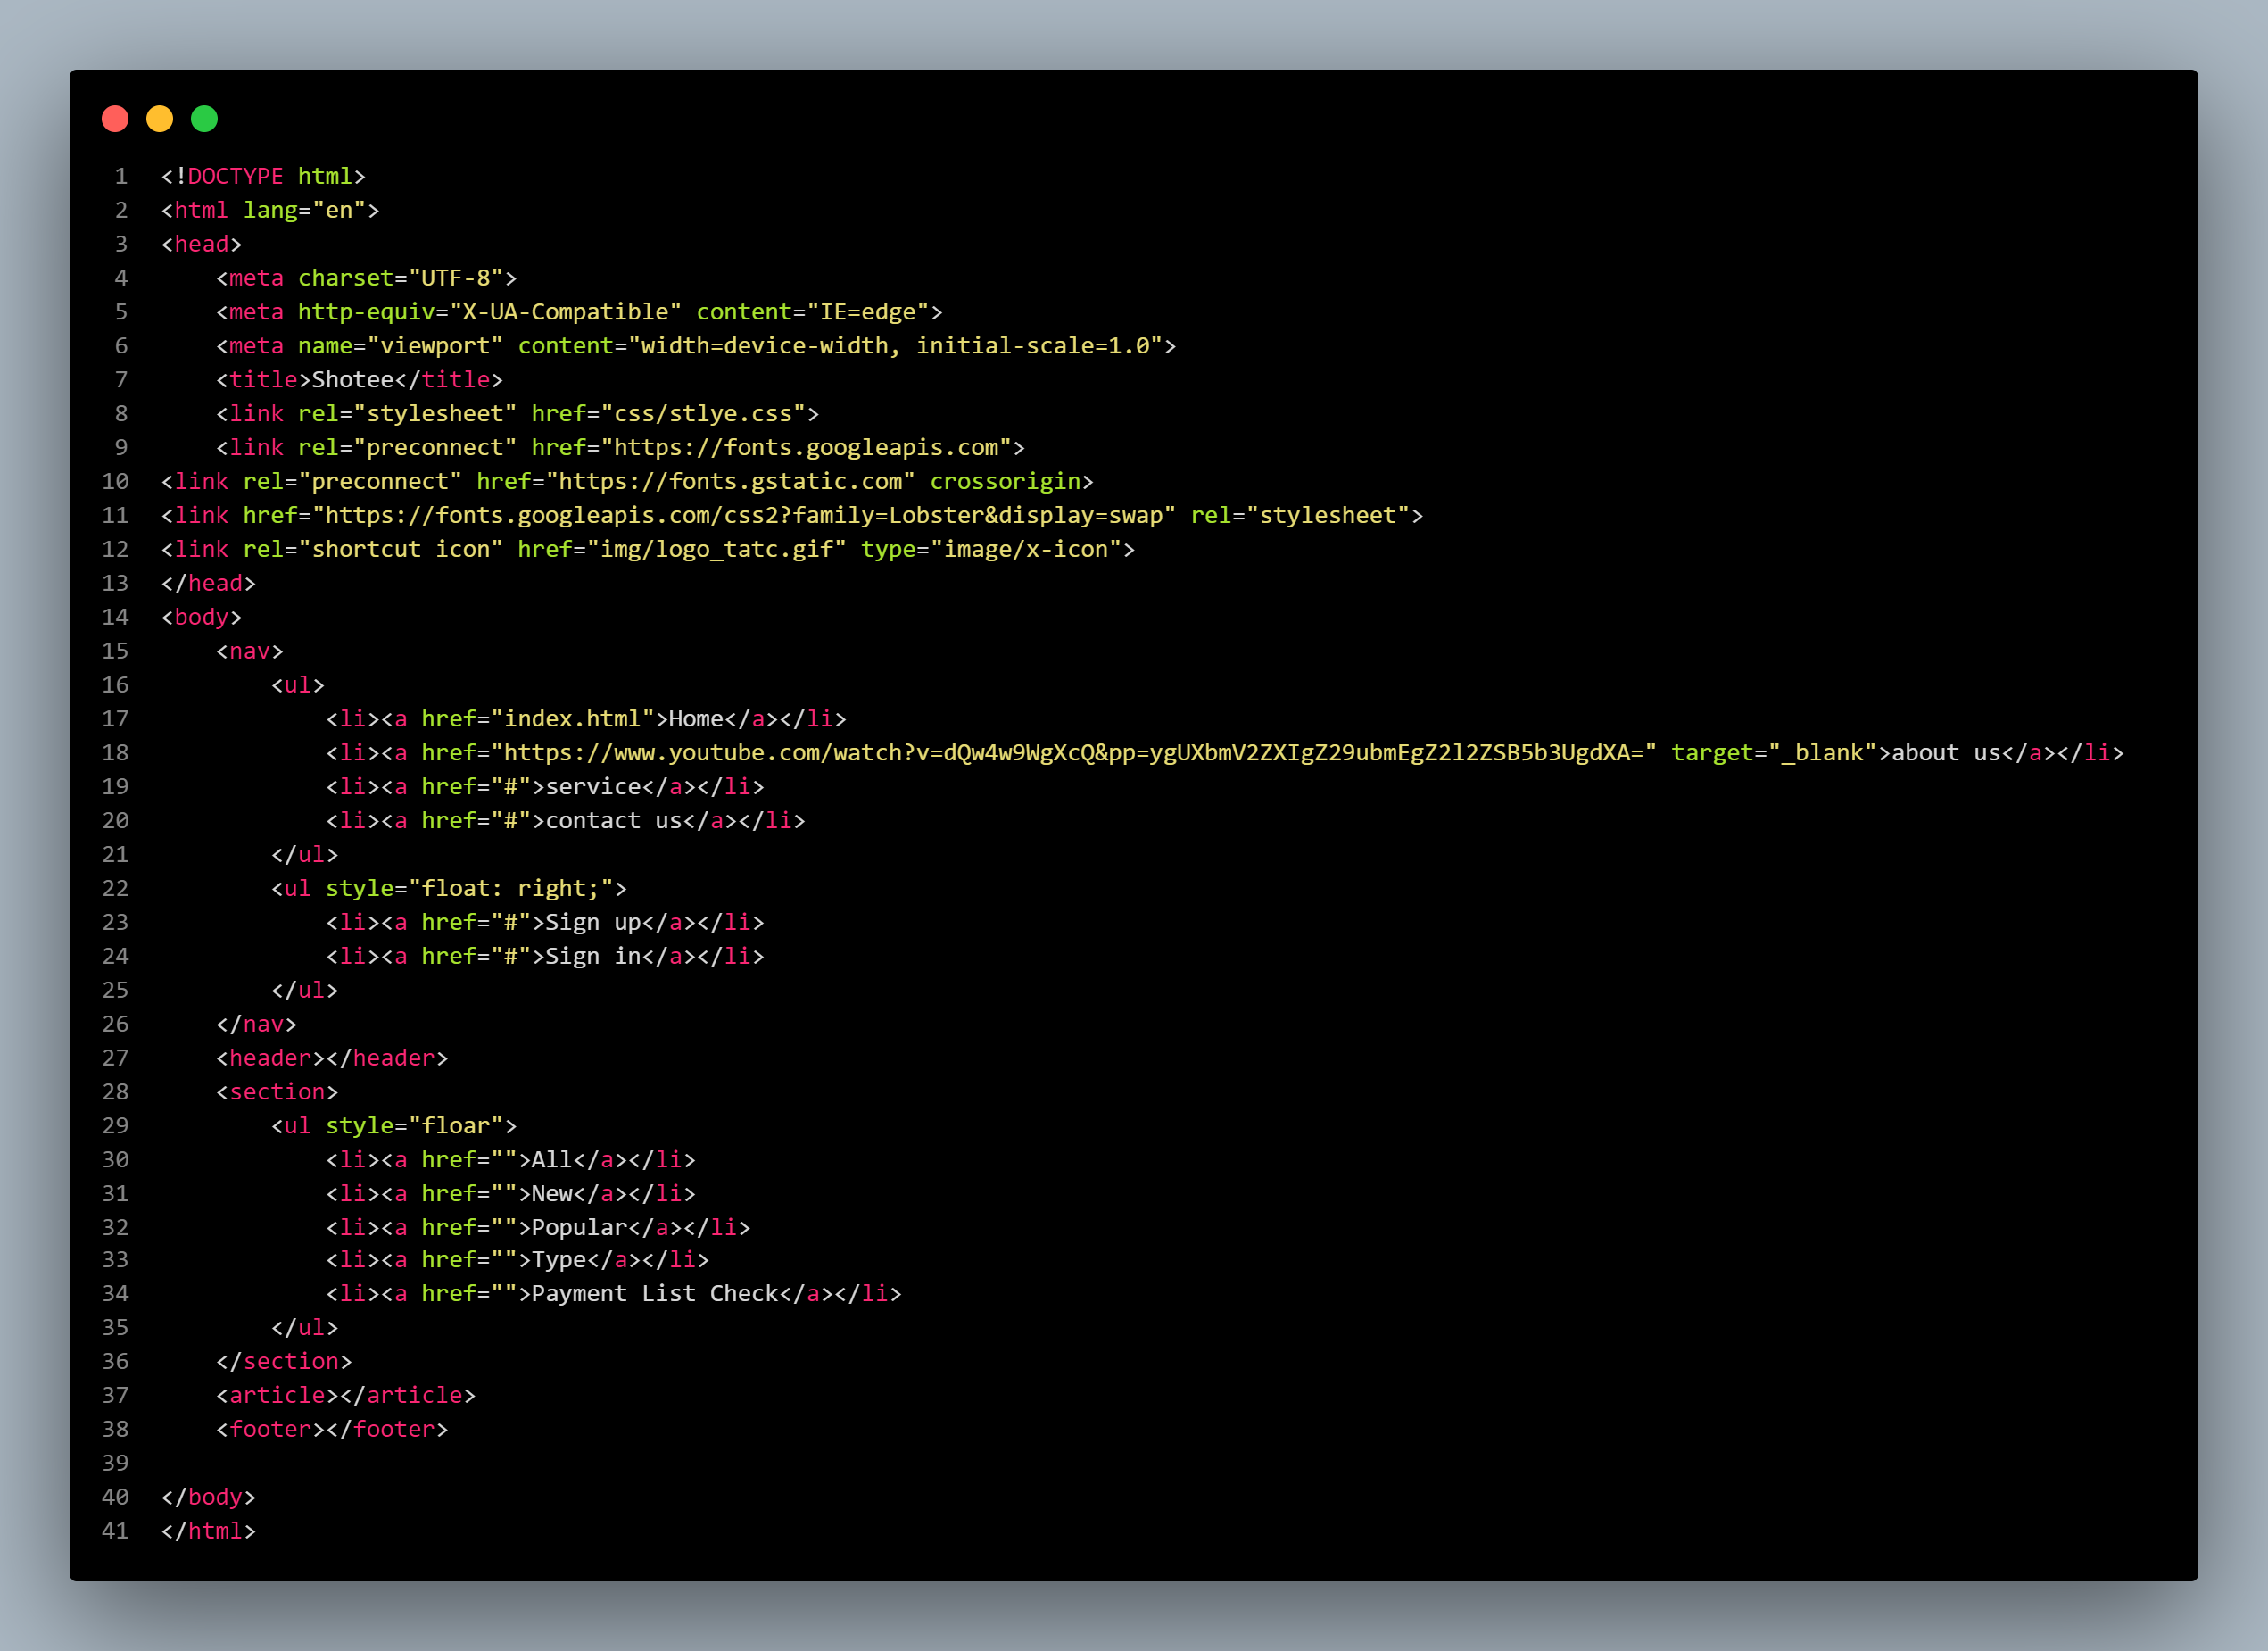 1 <!DOCTYPE html>
2 <html lang="en">
3 <head>
4     <meta charset="UTF-8">
5     <meta http-equiv="X-UA-Compatible" content="IE=edge">
6     <meta name="viewport" content="width=device-width, initial-scale=1.0">
7     <title>Shotee</title>
8     <link rel="stylesheet" href="css/stlye.css">
9     <link rel="preconnect" href="https://fonts.googleapis.com">
10 <link rel="preconnect" href="https://fonts.gstatic.com" crossorigin>
11 <link href="https://fonts.googleapis.com/css2?family=Lobster&display=swap" rel="stylesheet">
12 <link rel="shortcut icon" href="img/logo_tatc.gif" type="image/x-icon">
13 </head>
14 <body>
15     <nav>
16         <ul>
17             <li><a href="index.html">Home</a></li>
18             <li><a href="https://www.youtube.com/watch?v=dQw4w9WgXcQ&pp=ygUXbmV2ZXIgZ29ubmEgZ2l2ZSB5b3UgdXA=" target="_blank">about us</a></li>
19             <li><a href="#">service</a></li>
20             <li><a href="#">contact us</a></li>
21         </ul>
22         <ul style="float: right;">
23             <li><a href="#">Sign up</a></li>
24             <li><a href="#">Sign in</a></li>
25         </ul>
26     </nav>
27     <header></header>
28     <section>
29         <ul style="floar">
30             <li><a href="">All</a></li>
31             <li><a href="">New</a></li>
32             <li><a href="">Popular</a></li>
33             <li><a href="">Type</a></li>
34             <li><a href="">Payment List Check</a></li>
35         </ul>
36     </section>
37     <article></article>
38     <footer></footer>
39
40 </body>
41 </html>